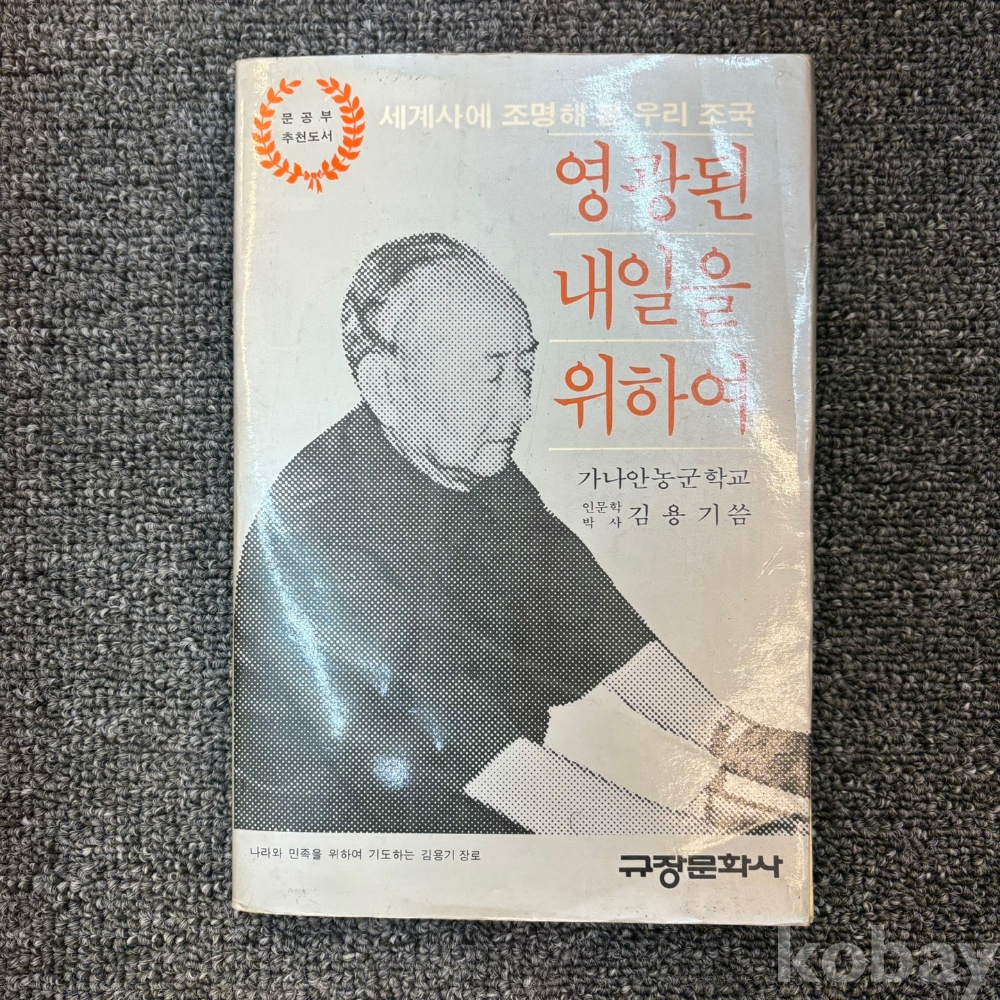 문공부
추천도서
세계사에 조명해 우리 조국
영광된
내일을
위하여
가나안농군학교
인문학
박사 김용기 씀
나라와 민족을 위하여 기도하는 김용기 장로
규장문화사
kobay